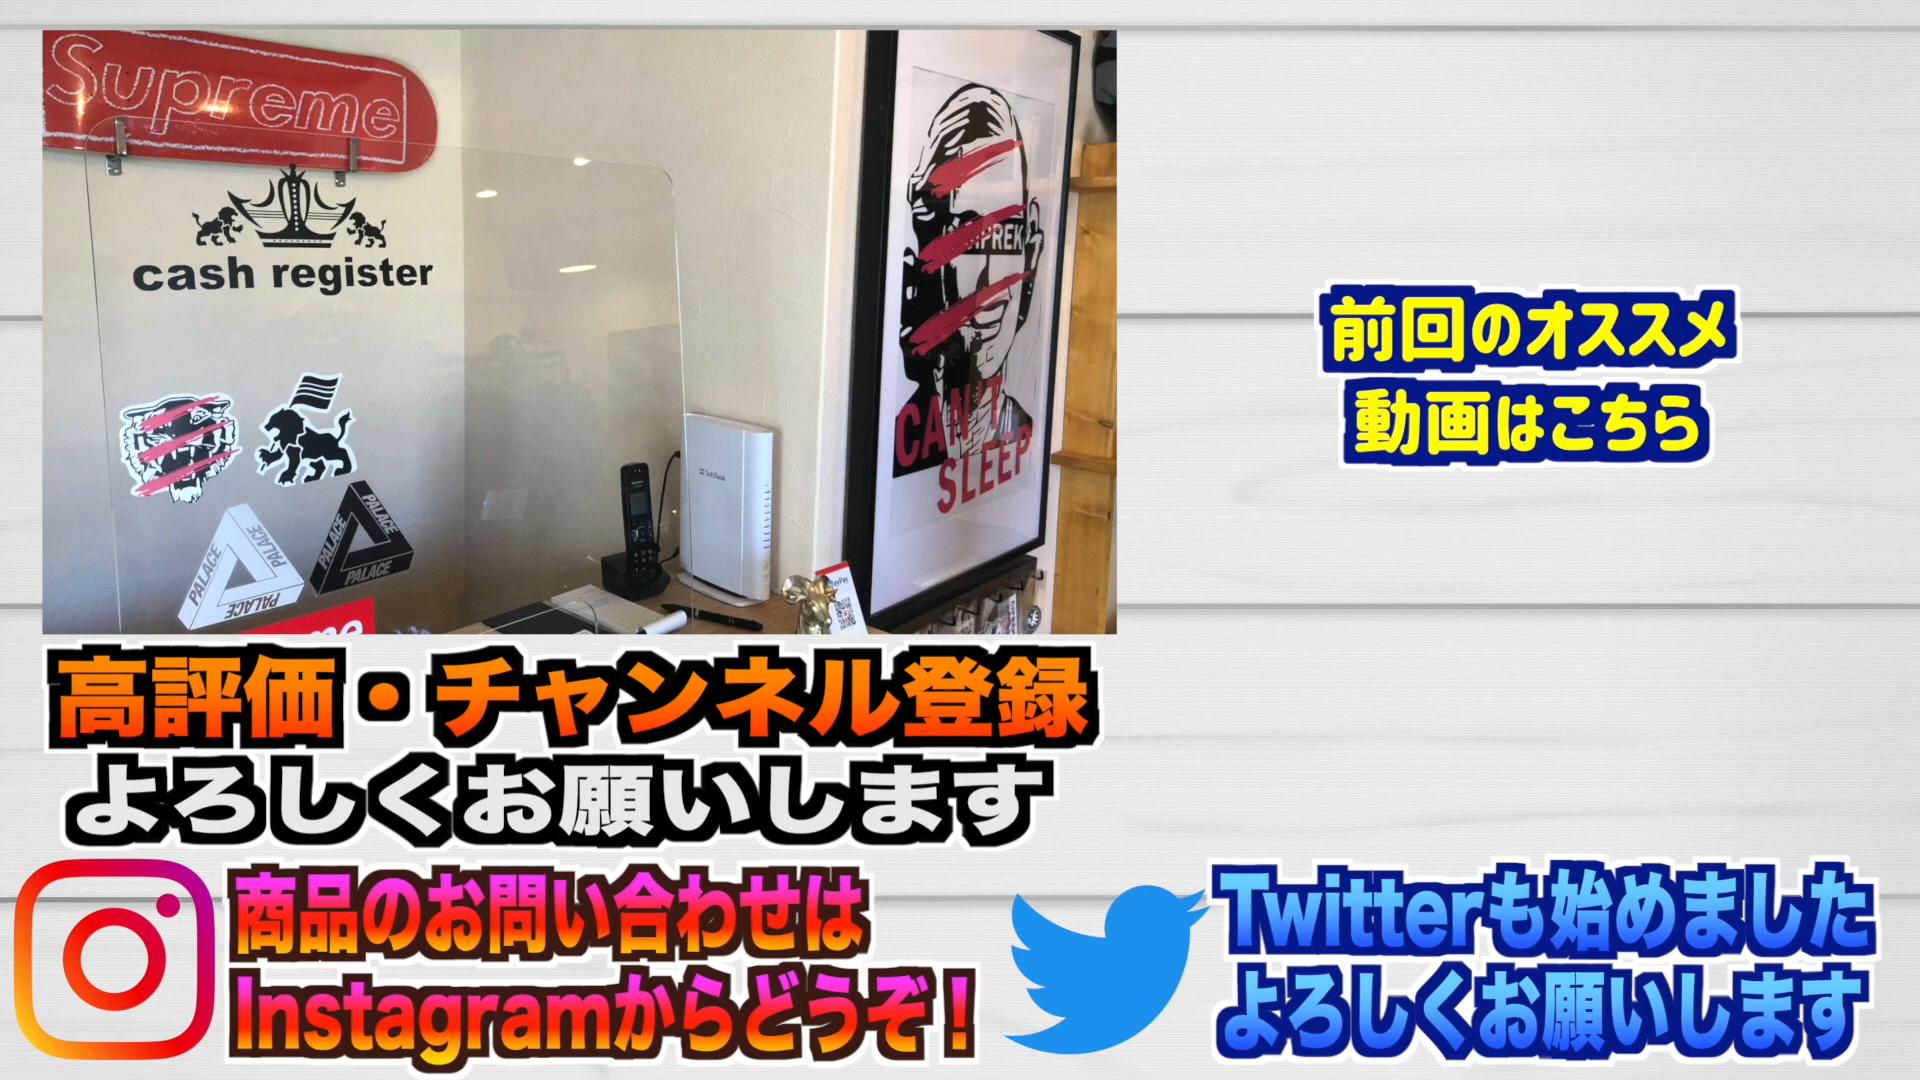 Supreme
cash register
PALACE
PALACE
PALACE
PALACE
PALACE
PALACE
SoftBank
CAN'T
SLEEP
PayPay
前回のオススメ
動画はこちら
高評価・チャンネル登録
よろしくお願いします
商品のお問い合わせは
Instagramからどうぞ！
Twitterも始めました
よろしくお願いします